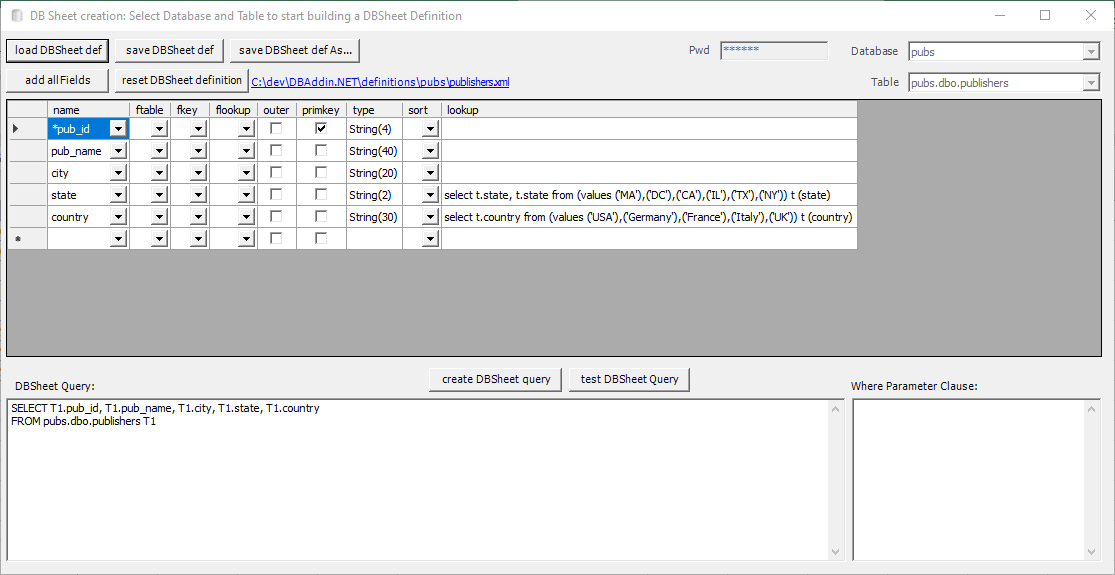 DB Sheet creation: Select Database and Table to start building a DBSheet Definition
load DBSheet def save DBSheet def save DBSheet def As... Pwd ****** Database pubs
add all Fields reset DBSheet definition C:\dev\DBAddin.NET\definitions\pubs\publishers.xml Table pubs.dbo.publishers
name ftable fkey flookup outer primkey type sort lookup
*pub_id String(4)
pub_name String(40)
city String(20)
state String(2) select t.state, t.state from (values ('MA'),('DC'),('CA'),('IL'),('TX'),('NY')) t (state)
country String(30) select t.country from (values ('USA'),('Germany'),('France'),('Italy'),('UK')) t (country)
*
DBSheet Query: create DBSheet query test DBSheet Query Where Parameter Clause:
SELECT T1.pub_id, T1.pub_name, T1.city, T1.state, T1.country
FROM pubs.dbo.publishers T1